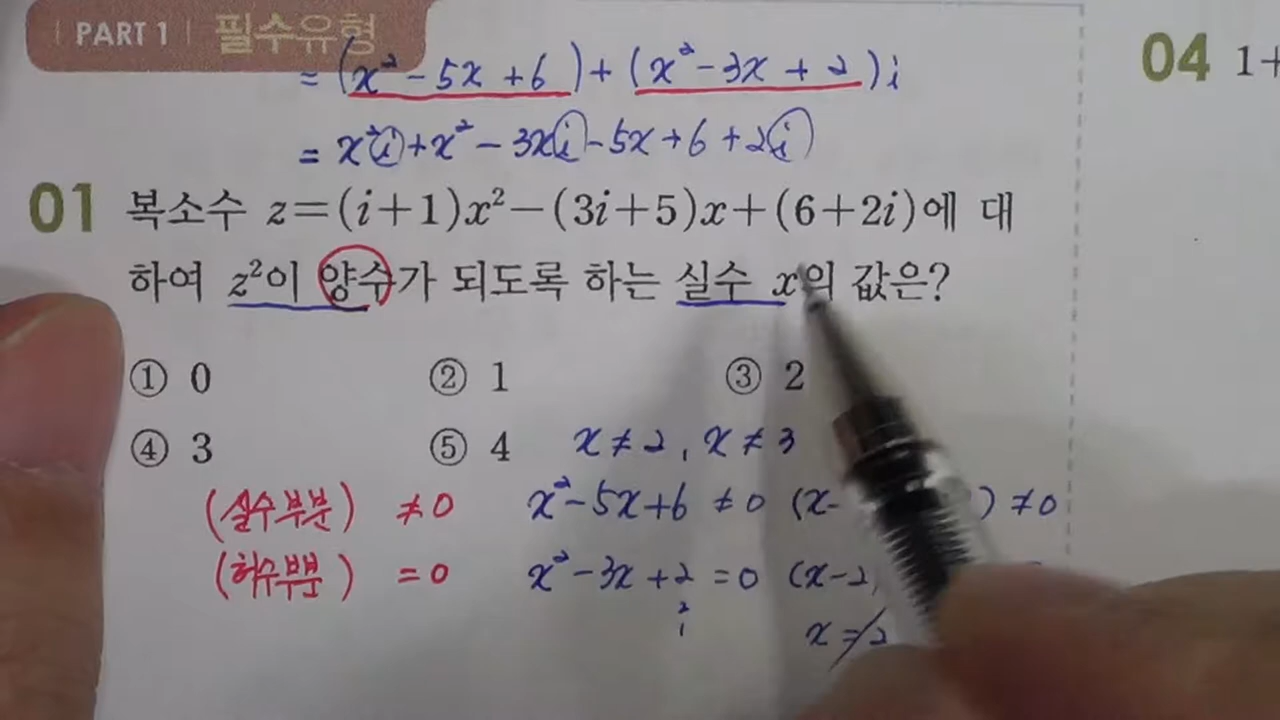 PART 1 필수유형
= (x² - 5x + 6) + (x² - 3x + 2)i
= x²i + x² - 3xi - 5x + 6 + 2i
01 복소수 z=(i+1)x²-(3i+5)x+(6+2i)에 대
하여 z²이 양수가 되도록 하는 실수 x의 값은?
① 0 ② 1 ③ 2
④ 3 ⑤ 4 x ≠ 2, x ≠ 3
(실수부분) ≠ 0 x² - 5x + 6 ≠ 0 (x- ) ≠ 0
(허수부분) = 0 x² - 3x + 2 = 0 (x-2)
2
1
x = 2
04 1+